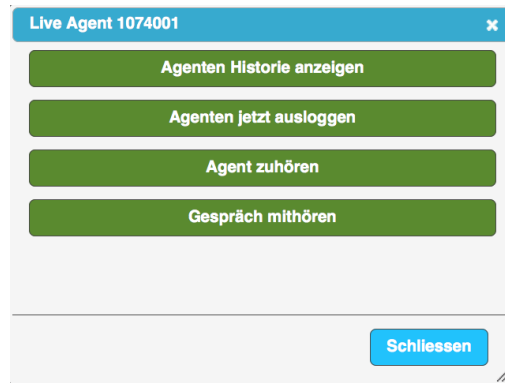 Live Agent 1074001
Agenten Historie anzeigen
Agenten jetzt ausloggen
Agent zuhören
Gespräch mithören
Schliessen